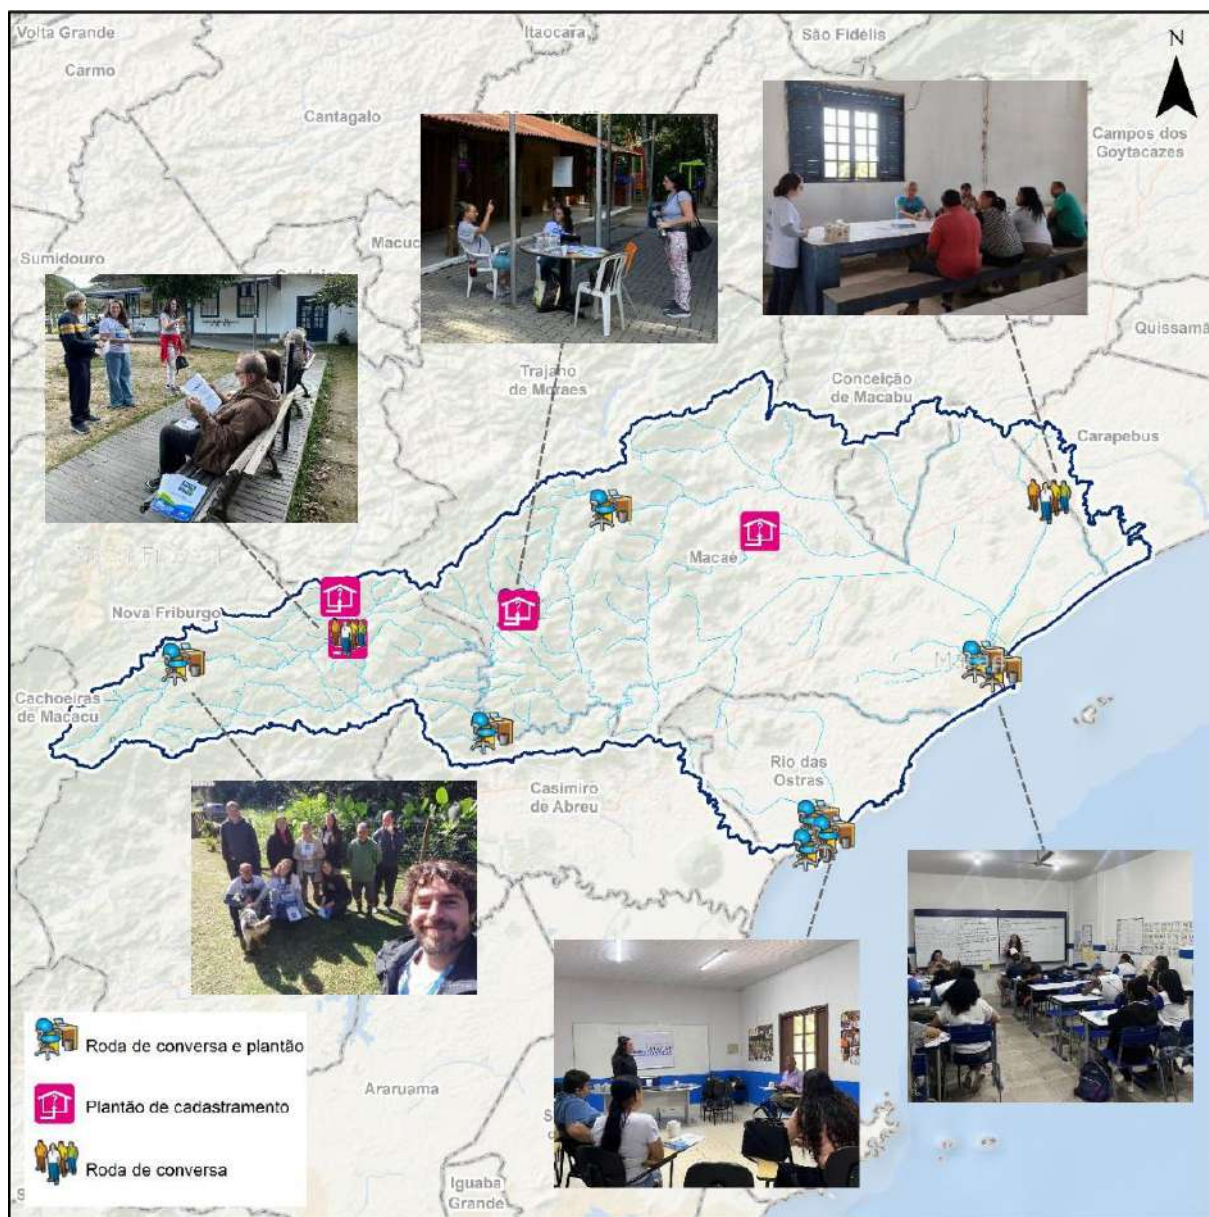 Volta Grande
Itaocara
São Fidélis
N
Carmo
Cantagalo
Campos dos
Goytacazes
Sumidouro
Macuc
Quissamã
Trajano
de Moraes
Conceição
de Macabu
Carapebus
Macaé
Nova Friburgo
Cachoeiras
de Macacu
Rio das
Ostras
Casimiro
de Abreu
Roda de conversa e plantão
Plantão de cadastramento
Roda de conversa
Araruama
Iguaba
Grande